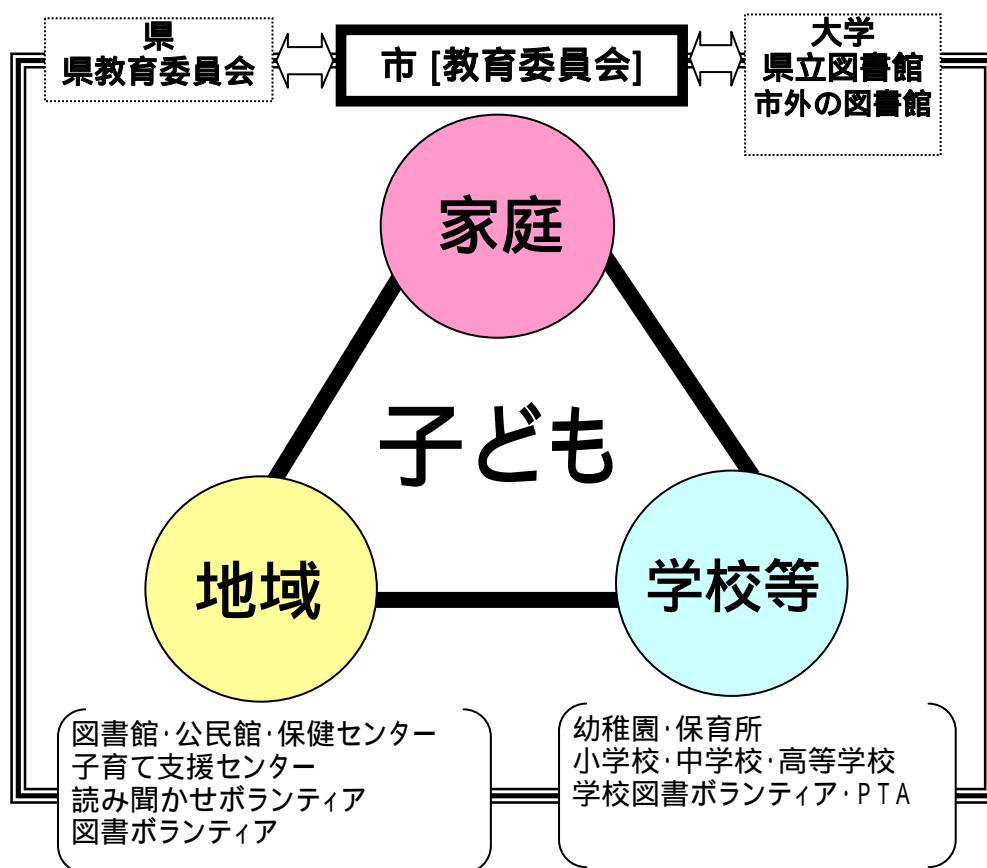 県
県教育委員会
市 [教育委員会]
大学
県立図書館
市外の図書館
家庭
子ども
地域
学校等
図書館・公民館・保健センター
子育て支援センター
読み聞かせボランティア
図書ボランティア
幼稚園・保育所
小学校・中学校・高等学校
学校図書ボランティア・PTA